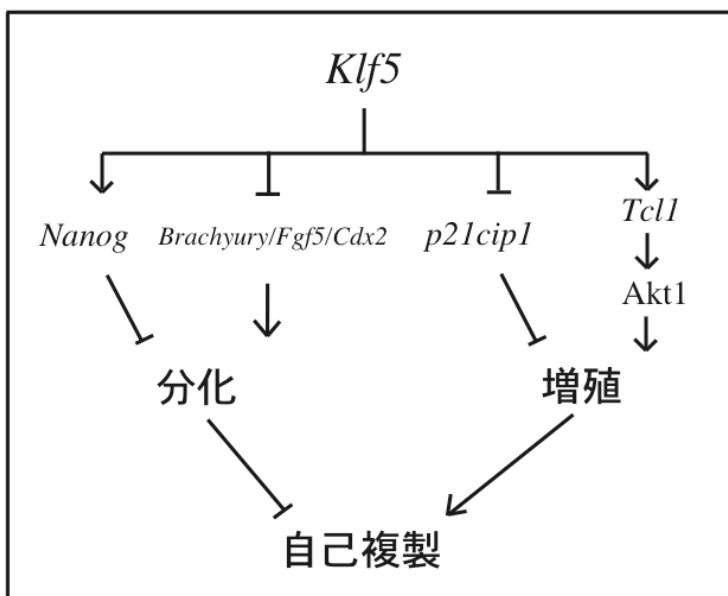 Klf5
Nanog
Brachyury/Fgf5/Cdx2
p21cip1
Tcl1
Akt1
分化
増殖
自己複製